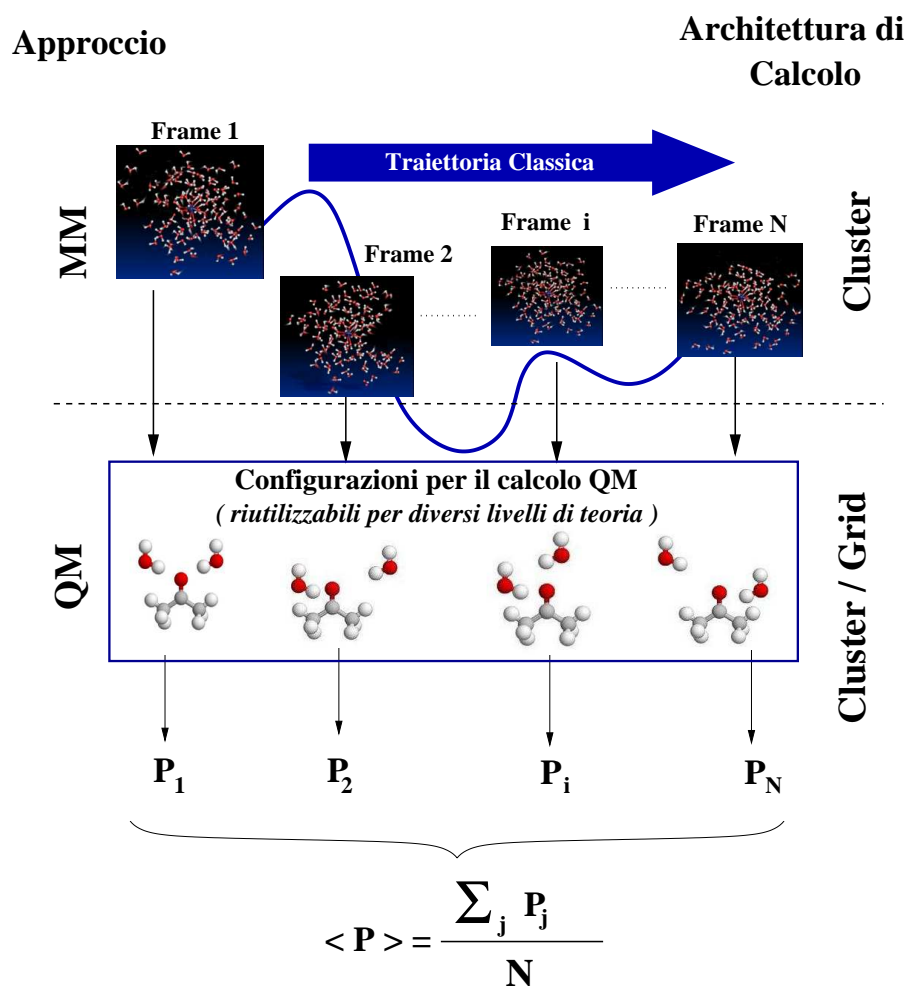 Approccio
Architettura di
Calcolo
Frame 1
Traiettoria Classica
Frame 2
Frame i
Frame N
MM
Cluster
Configurazioni per il calcolo QM
( riutilizzabili per diversi livelli di teoria )
QM
Cluster / Grid
P1
P2
Pi
PN
< P > = ∑j Pj
N